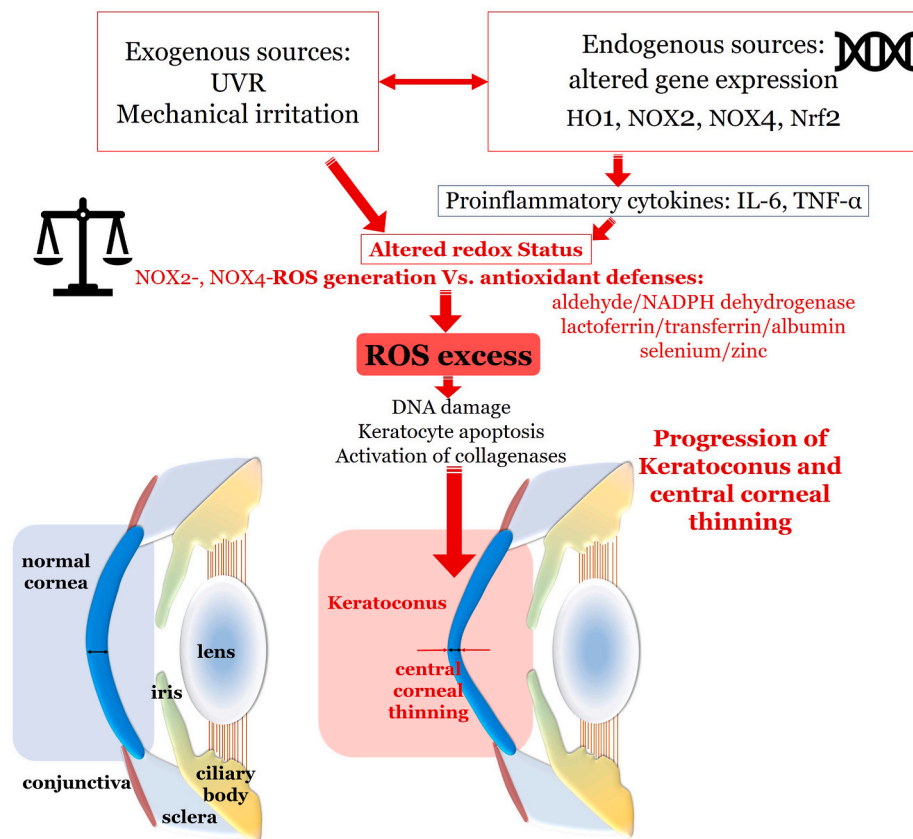 Exogenous sources:
UVR
Mechanical irritation
Endogenous sources:
altered gene expression
HO1, NOX2, NOX4, Nrf2
Proinflammatory cytokines: IL-6, TNF-α
Altered redox Status
NOX2-, NOX4-ROS generation Vs. antioxidant defenses:
aldehyde/NADPH dehydrogenase
lactoferrin/transferrin/albumin
selenium/zinc
ROS excess
DNA damage
Keratocyte apoptosis
Activation of collagenases
Progression of
Keratoconus and
central corneal
thinning
normal
cornea
lens
iris
conjunctiva
ciliary
body
sclera
Keratoconus
central
corneal
thinning